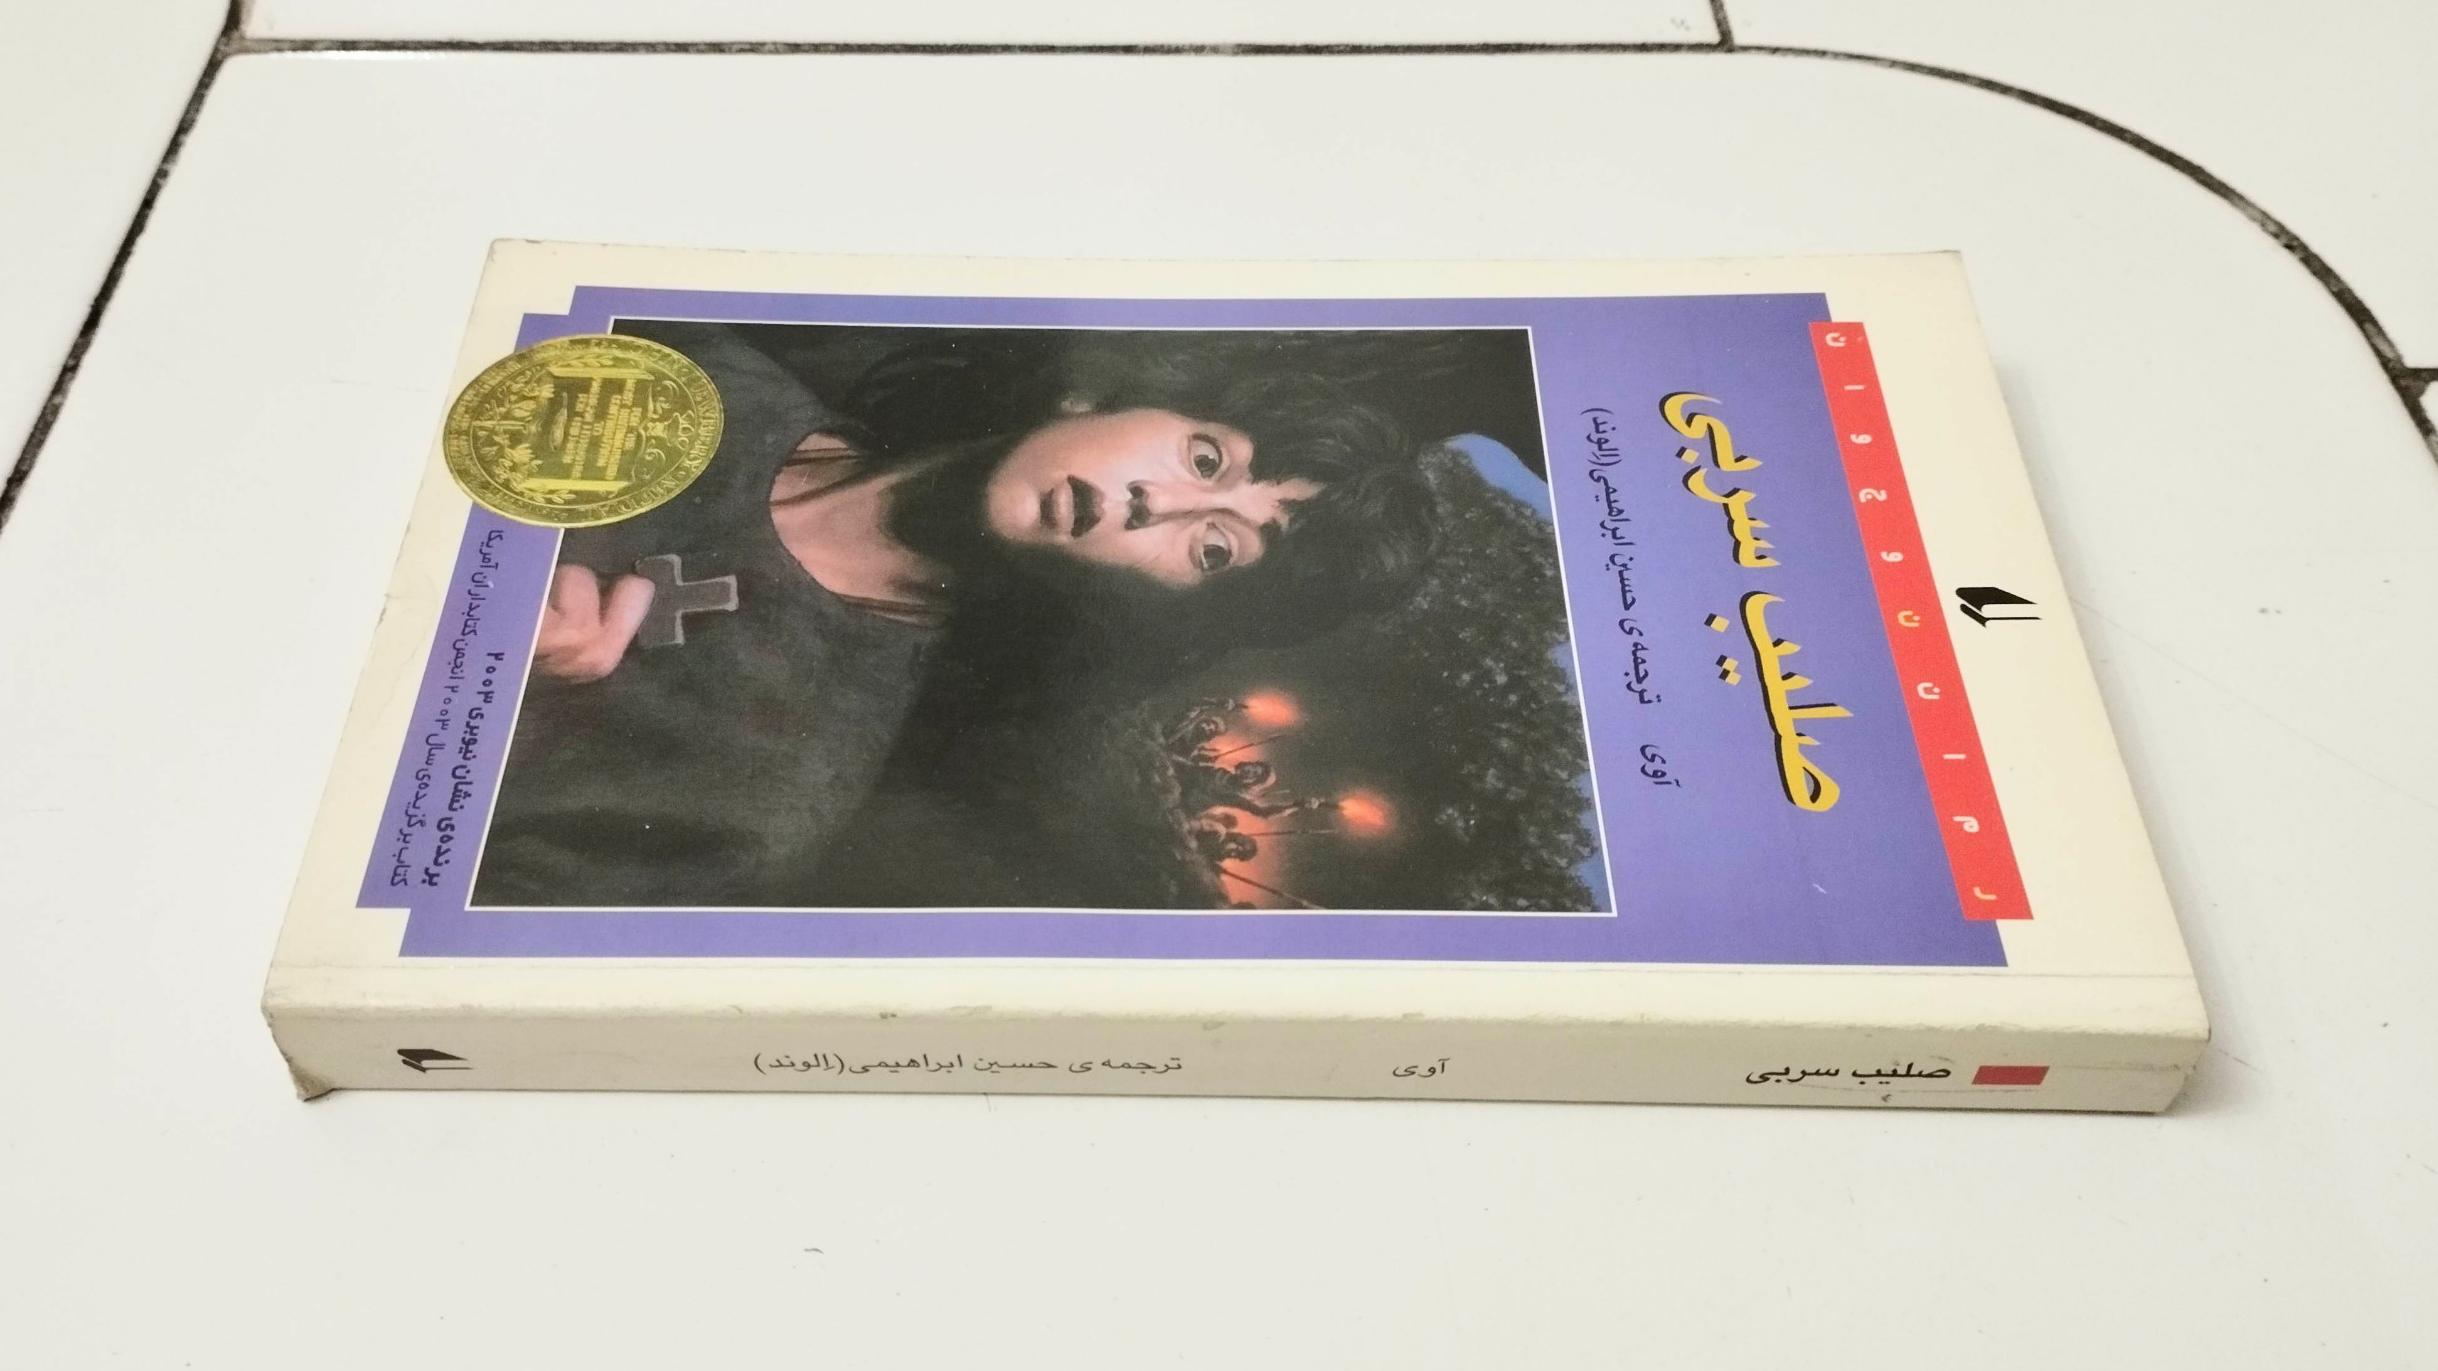 رمان نوجوان
صلیب سربی
آوی ترجمه‌ی حسین ابراهیمی(اِلوند)
برنده‌ی نشان نیوبری ۲۰۰۳
کتاب برگزیده‌ی سال ۲۰۰۳ انجمن کتابداران آمریکا
صلیب سربی آوی ترجمه‌ی حسین ابراهیمی(اِلوند)